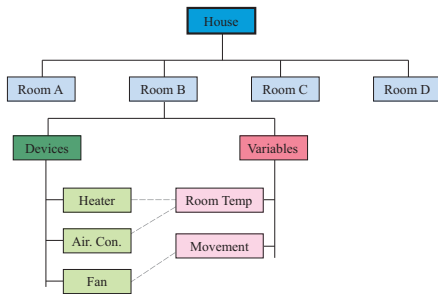 House
Room A
Room B
Room C
Room D
Devices
Variables
Heater
Room Temp
Air. Con.
Movement
Fan